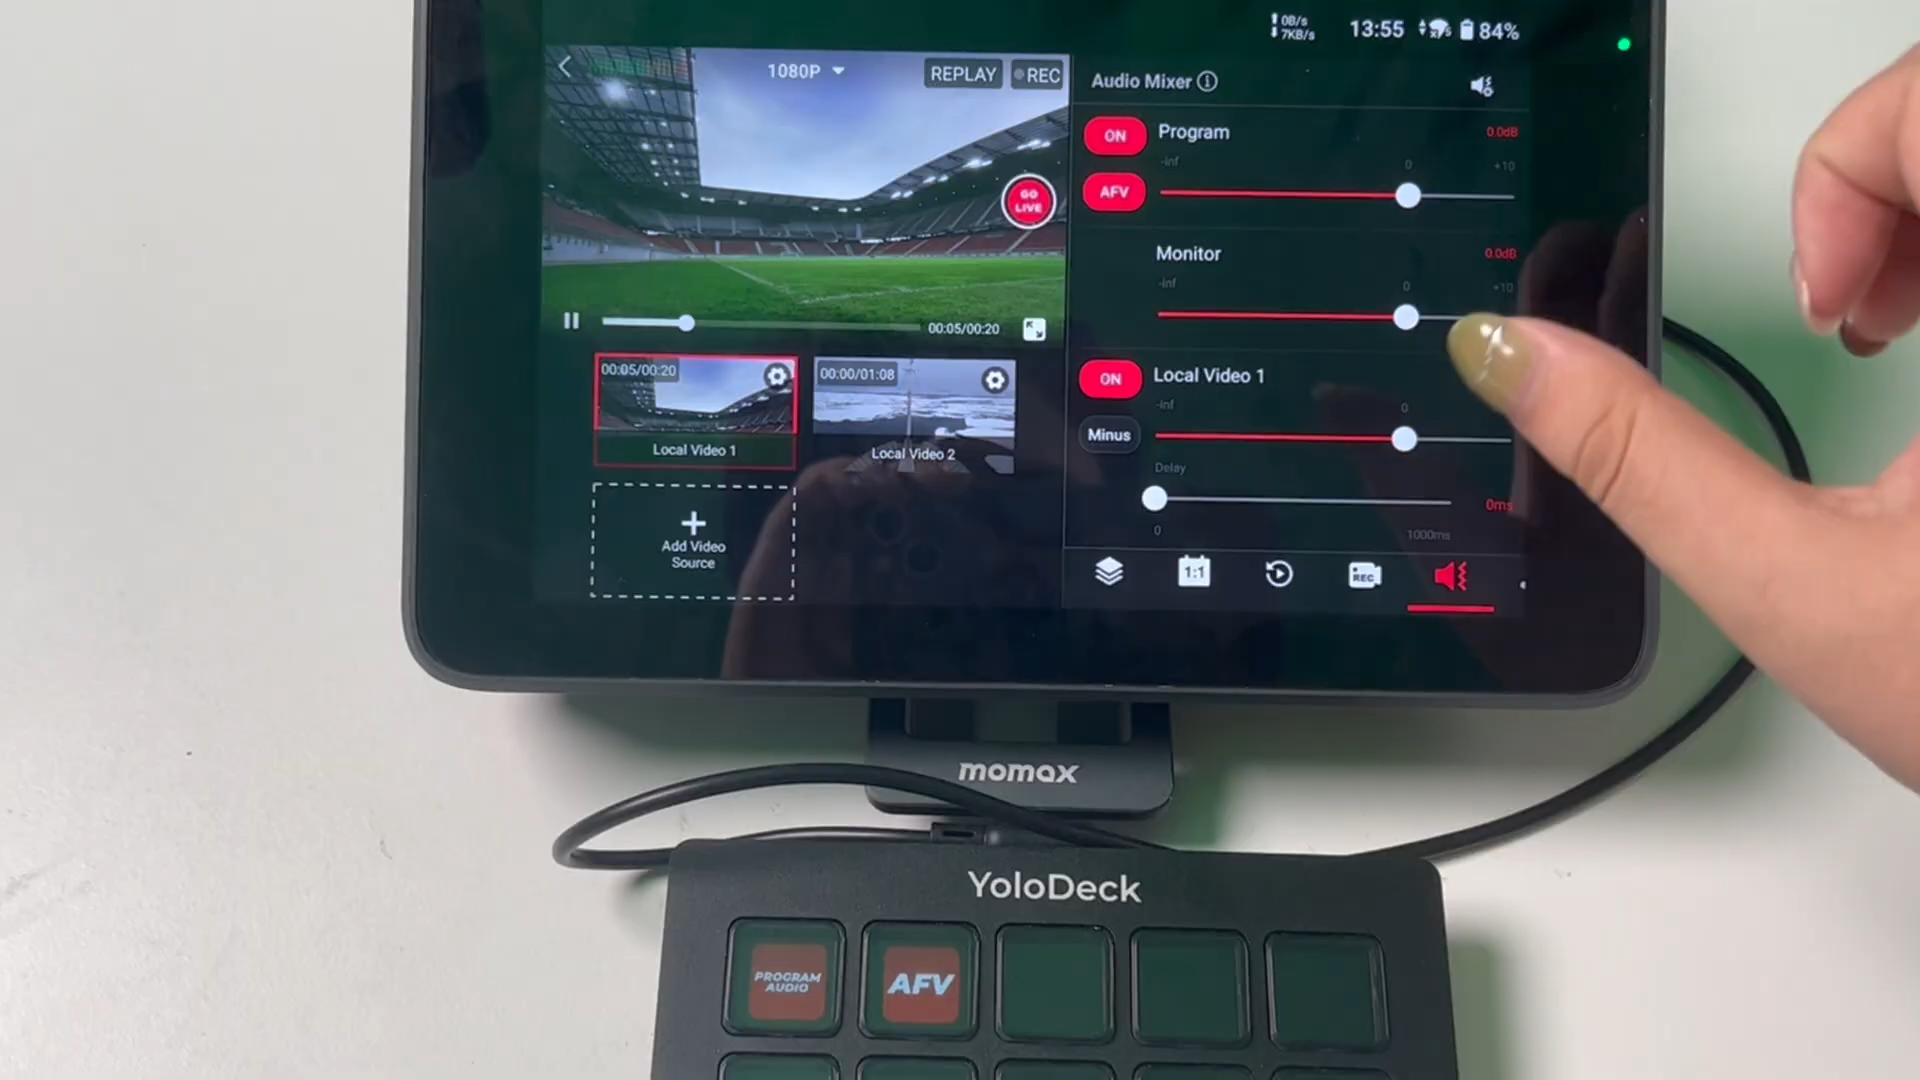 0B/s
7KB/s
13:55
84%
1080P
REPLAY
REC
GO
LIVE
00:05/00:20
00:05/00:20
Local Video 1
00:00/01:08
Local Video 2
Add Video
Source
Audio Mixer
ON
Program
0.0dB
-inf
0
+10
AFV
Monitor
0.0dB
-inf
0
+10
ON
Local Video 1
-inf
0
Minus
Delay
0ms
0
1000ms
1:1
REC
momax
YoloDeck
PROGRAM
AUDIO
AFV